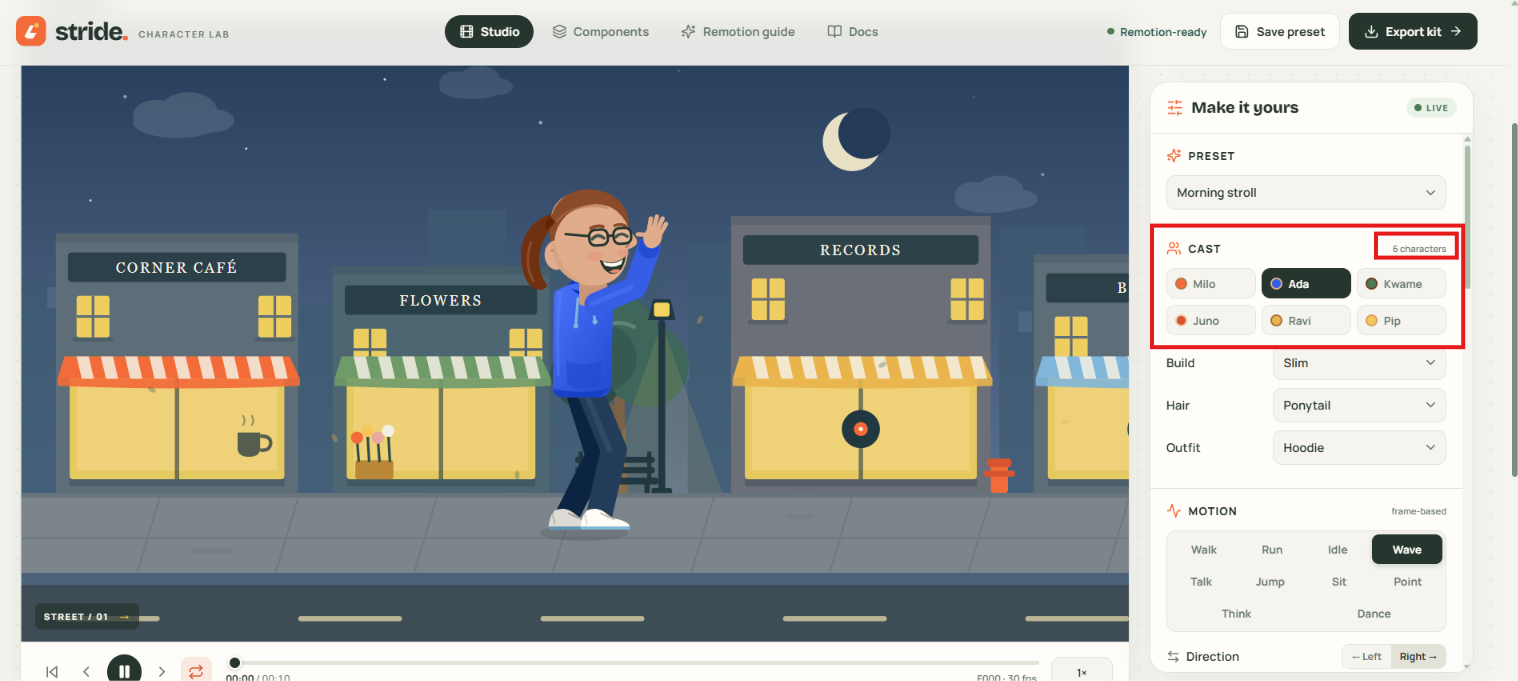 stride. CHARACTER LAB
Studio
Components
Remotion guide
Docs
Remotion-ready
Save preset
Export kit →
CORNER CAFÉ
FLOWERS
RECORDS
B
STREET / 01 →
00:00 / 00:10
F000 · 30 fps
1×
Make it yours
LIVE
PRESET
Morning stroll
CAST
6 characters
Milo
Ada
Kwame
Juno
Ravi
Pip
Build
Slim
Hair
Ponytail
Outfit
Hoodie
MOTION
frame-based
Walk
Run
Idle
Wave
Talk
Jump
Sit
Point
Think
Dance
Direction
← Left
Right →